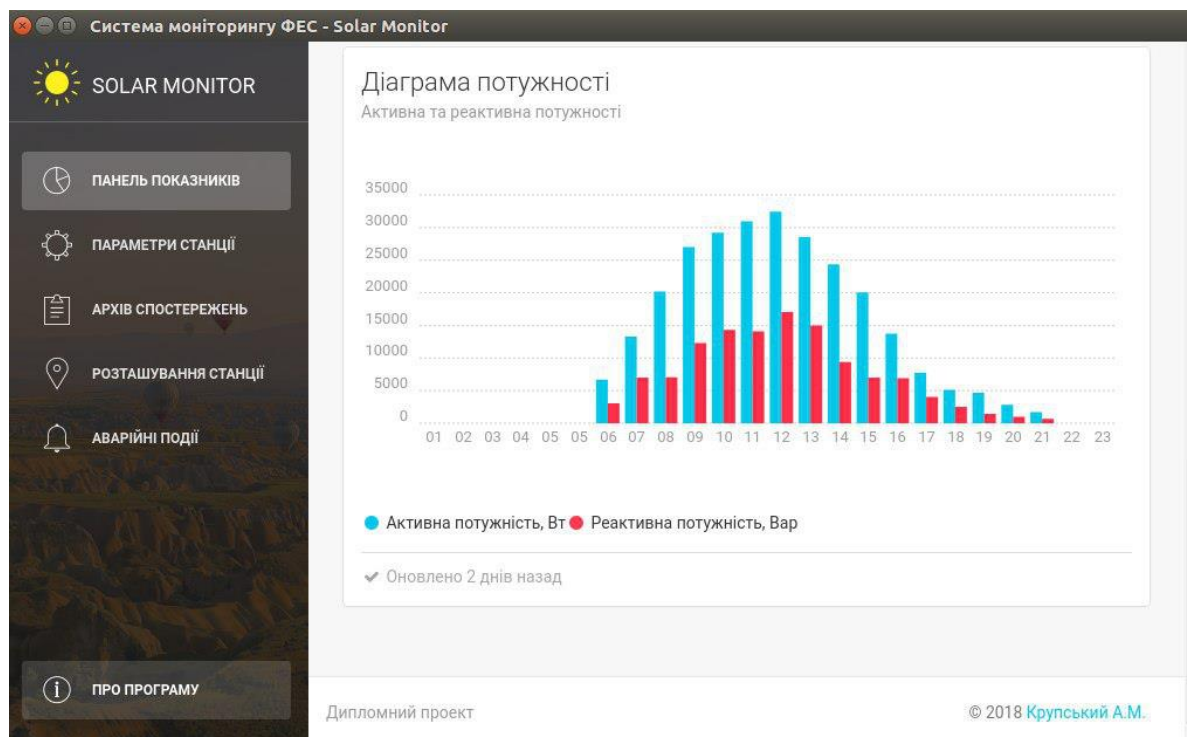 Система моніторингу ФЕС - Solar Monitor
SOLAR MONITOR
ПАНЕЛЬ ПОКАЗНИКІВ
ПАРАМЕТРИ СТАНЦІЇ
АРХІВ СПОСТЕРЕЖЕНЬ
РОЗТАШУВАННЯ СТАНЦІЇ
АВАРІЙНІ ПОДІЇ
ПРО ПРОГРАМУ
Діаграма потужності
Активна та реактивна потужності
35000
30000
25000
20000
15000
10000
5000
0
01 02 03 04 05 05 06 07 08 09 10 11 12 13 14 15 16 17 18 19 20 21 22 23
Активна потужність, Вт Реактивна потужність, Вар
Оновлено 2 днів назад
Дипломний проект
© 2018 Крупський А.М.